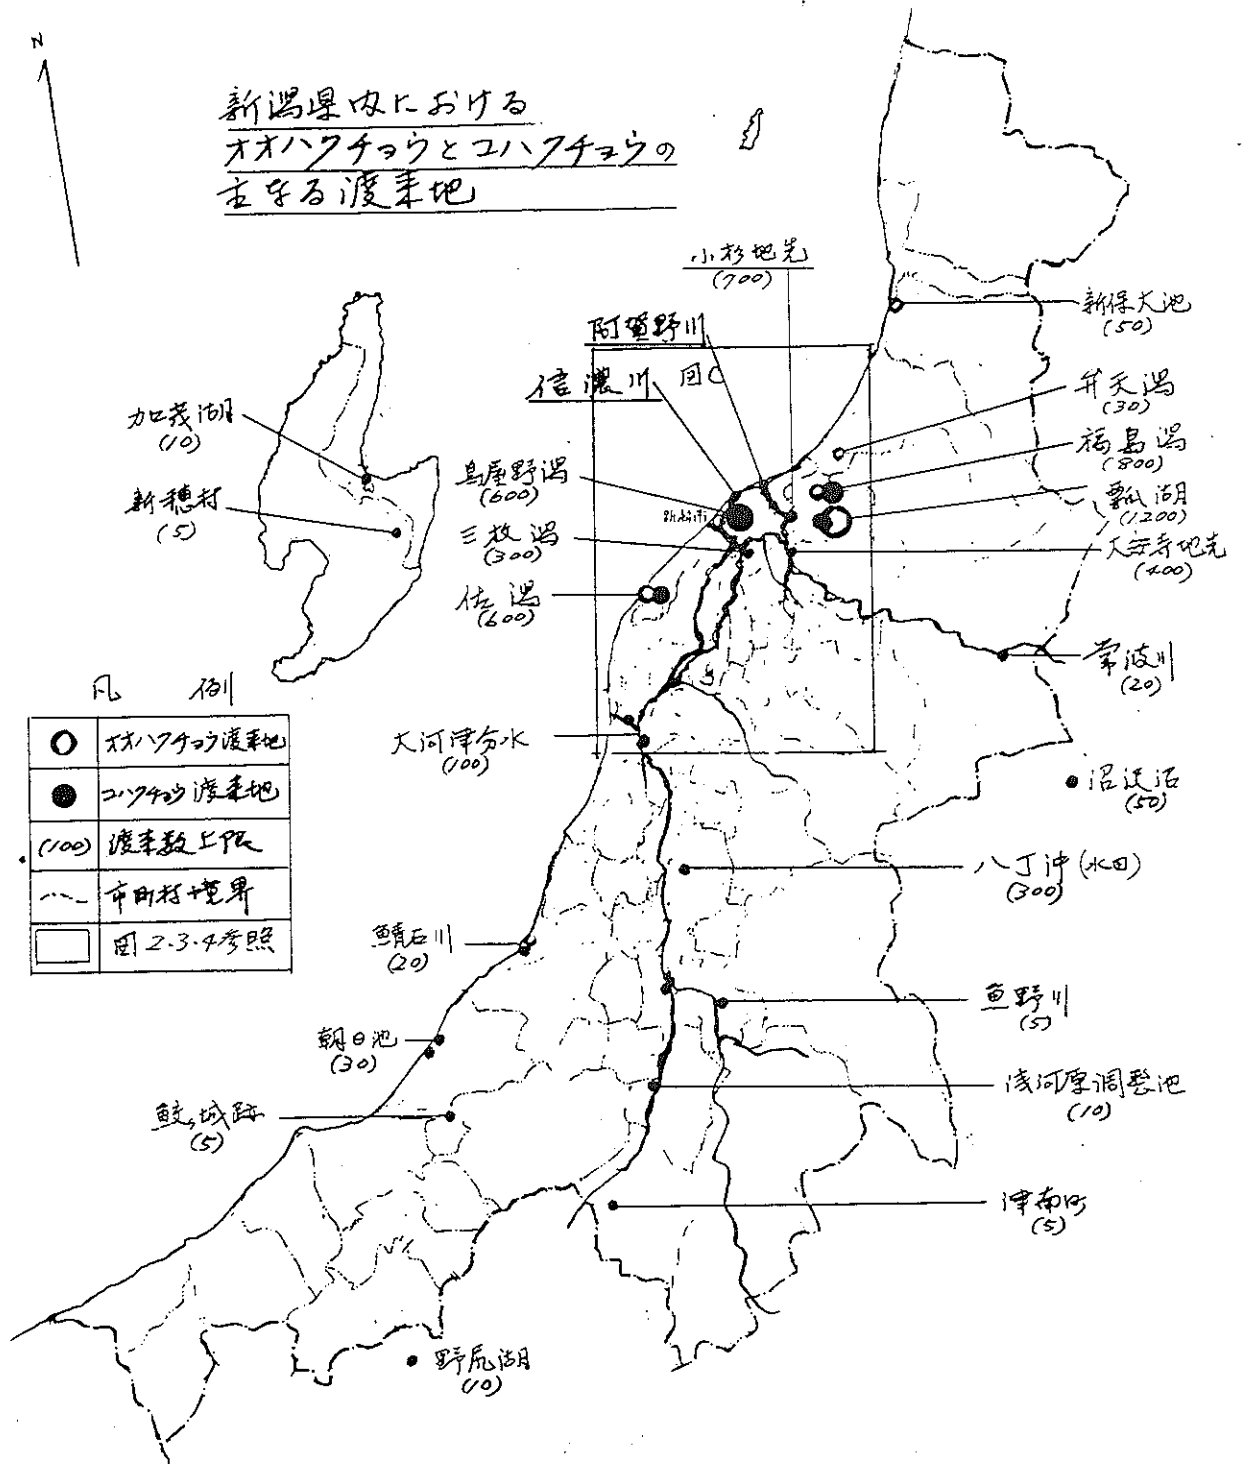 N
新潟県内における
オオハクチョウとコハクチョウの
主なる渡来地
小杉地先
(700)
阿賀野川
信濃川
図C
新保大池
(50)
弁天潟
(30)
福島潟
(800)
瓢湖
(1200)
大安寺地先
(400)
加茂湖
(10)
新穂村
(5)
鳥屋野潟
(600)
新潟市
三枚潟
(300)
佐潟
(600)
常浪川
(20)
凡 例
オオハクチョウ渡来地
コハクチョウ渡来地
(100) 渡来数上限
市町村境界
図2.3.4参照
大河津分水
(100)
沼沢沼
(50)
八丁沖(水田)
(300)
鯖石川
(20)
魚野川
(5)
朝日池
(30)
浅河原調整池
(10)
鮫ヶ城跡
(5)
津南町
(5)
野尻湖
(10)